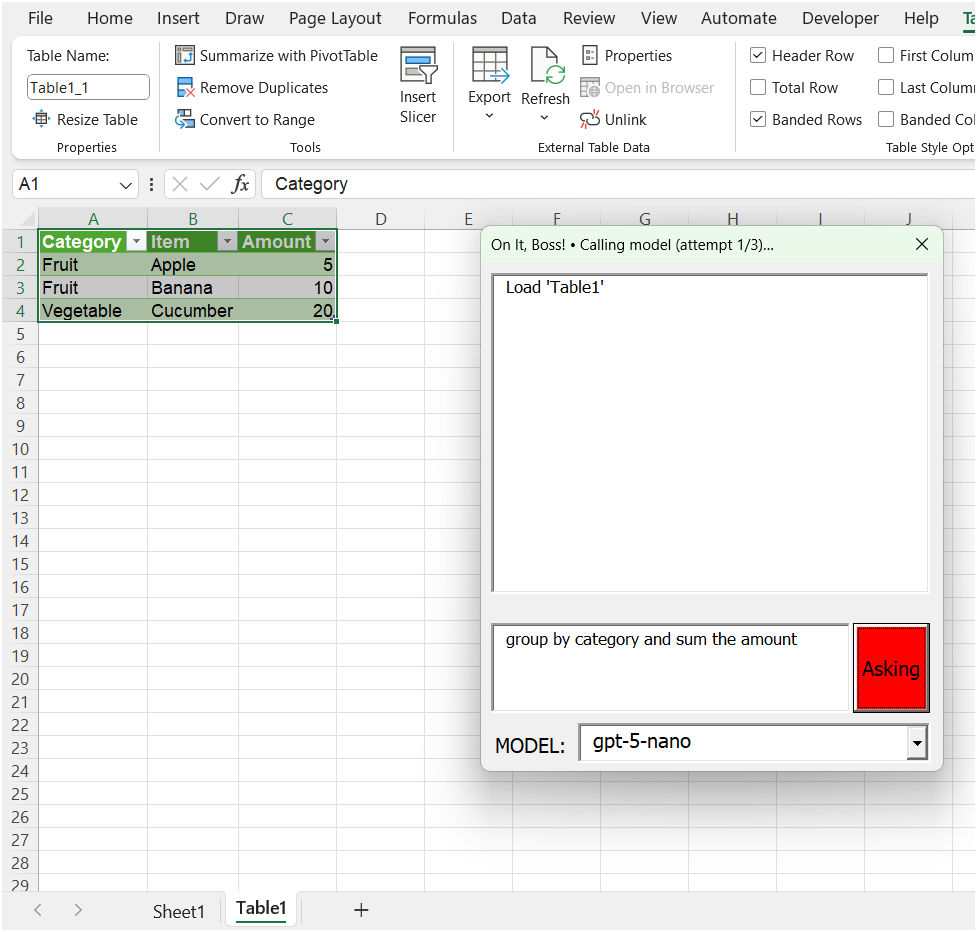 File Home Insert Draw Page Layout Formulas Data Review View Automate Developer Help Ta
Table Name:
Table1_1
Resize Table
Properties
Summarize with PivotTable
Remove Duplicates
Convert to Range
Tools
Insert
Slicer
Export
Refresh
Properties
Open in Browser
Unlink
External Table Data
Header Row
Total Row
Banded Rows
First Colum
Last Column
Banded Col
Table Style Opt
A1 fx Category
A B C D E F G H I J
1 Category Item Amount
2 Fruit Apple 5
3 Fruit Banana 10
4 Vegetable Cucumber 20
5
6
7
8
9
10
11
12
13
14
15
16
17
18
19
20
21
22
23
24
25
26
27
28
29
On It, Boss! • Calling model (attempt 1/3)...
Load 'Table1'
group by category and sum the amount
Asking
MODEL: gpt-5-nano
Sheet1 Table1